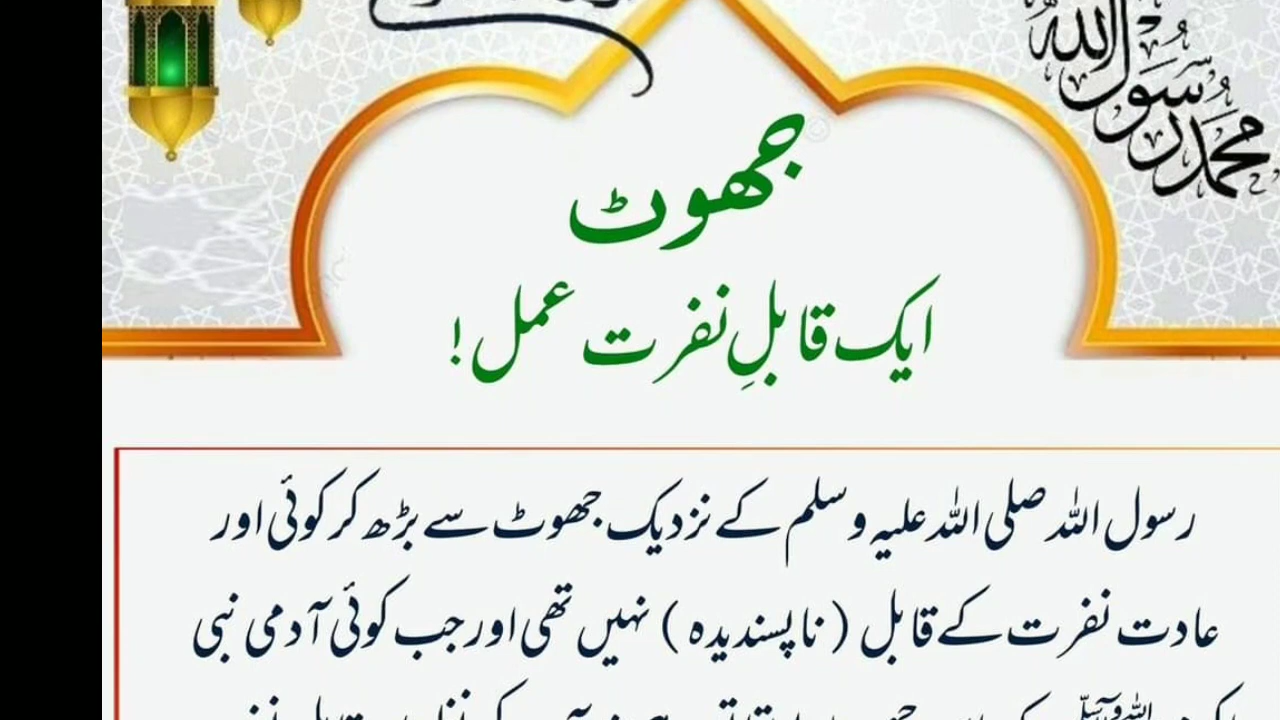 محمد رسول الله
جھوٹ
ایک قابلِ نفرت عمل!
رسول اللہ صلی اللہ علیہ وسلم کے نزدیک جھوٹ سے بڑھ کر کوئی اور
عادت نفرت کے قابل (ناپسندیدہ) نہیں تھی اور جب کوئی آدمی نبی